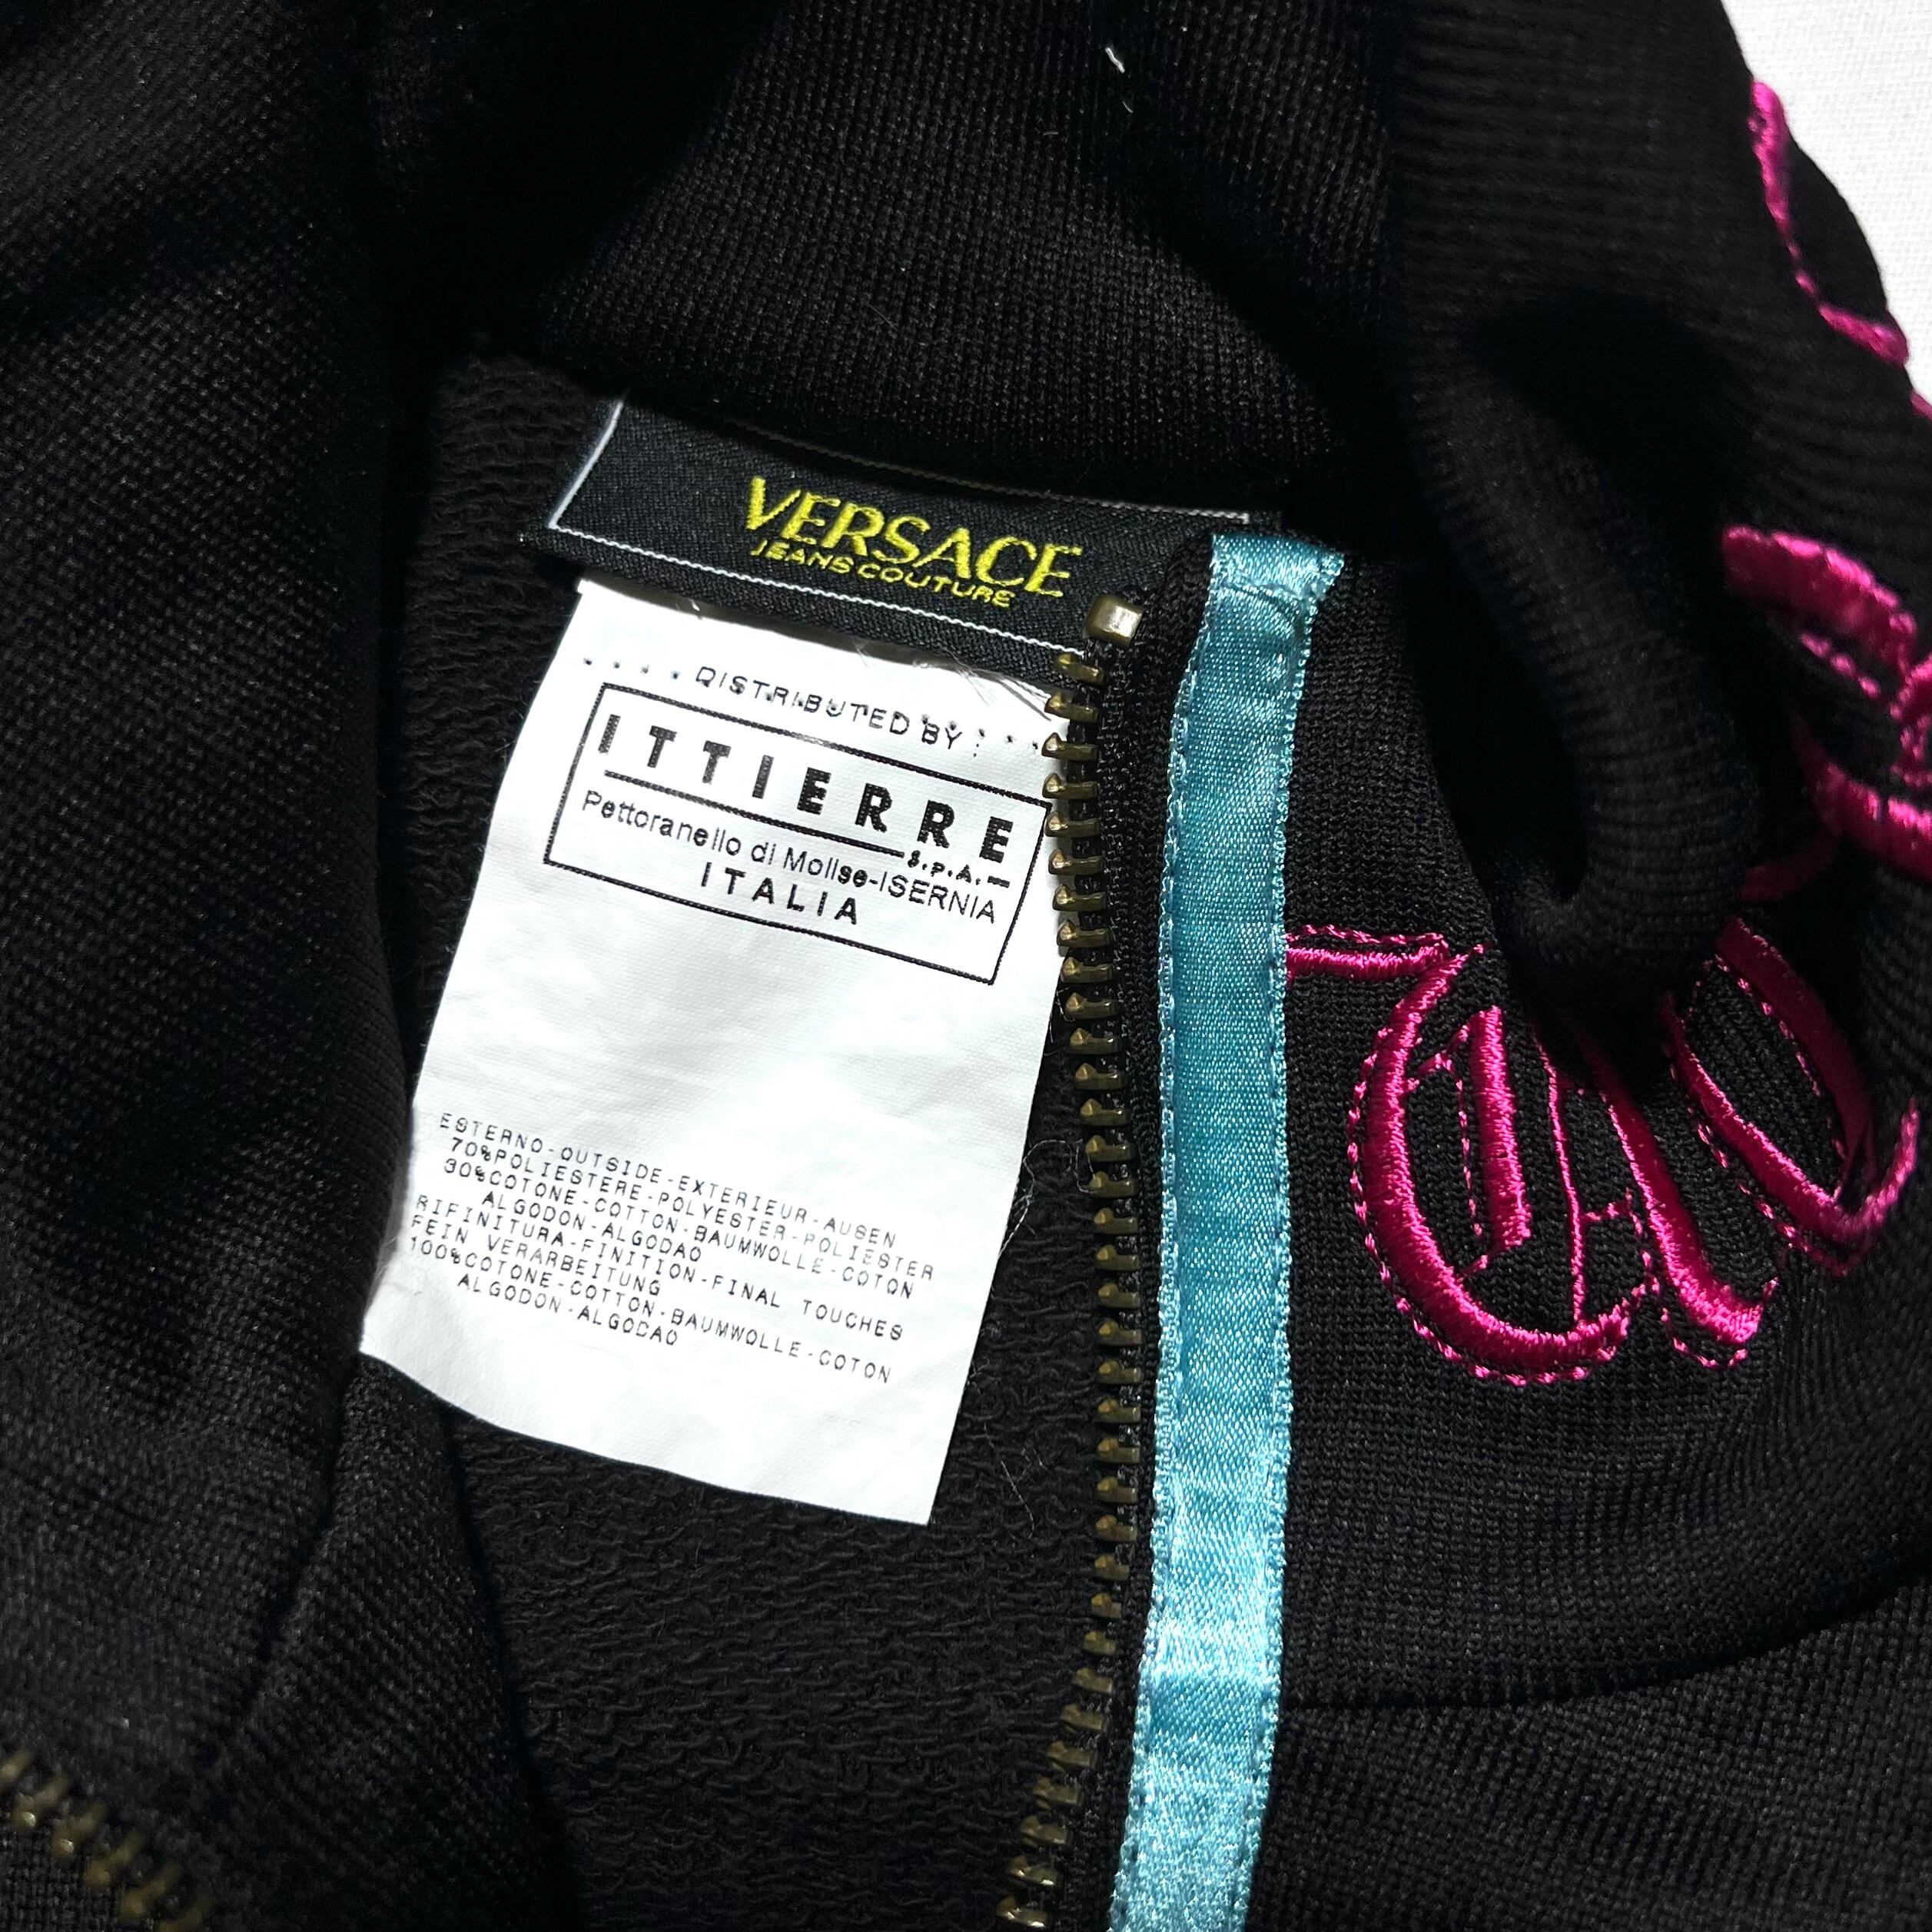 VERSACE
JEANS COUTURE
DISTRIBUTED BY:
ITTIERRE
S.p.A.
Pettoranello di Molise-ISERNIA
ITALIA
ESTERNO-OUTSIDE-EXTERIEUR-AUSEN
70%POLIESTERE-POLYESTER-POLIESTER
30%COTONE-COTTON-BAUMWOLLE-COTON
ALGODON-ALGODAO
RIFINITURA-FINITION-FINAL TOUCHES
FEIN VERARBEITUNG
100%COTONE-COTTON-BAUMWOLLE-COTON
ALGODON-ALGODAO